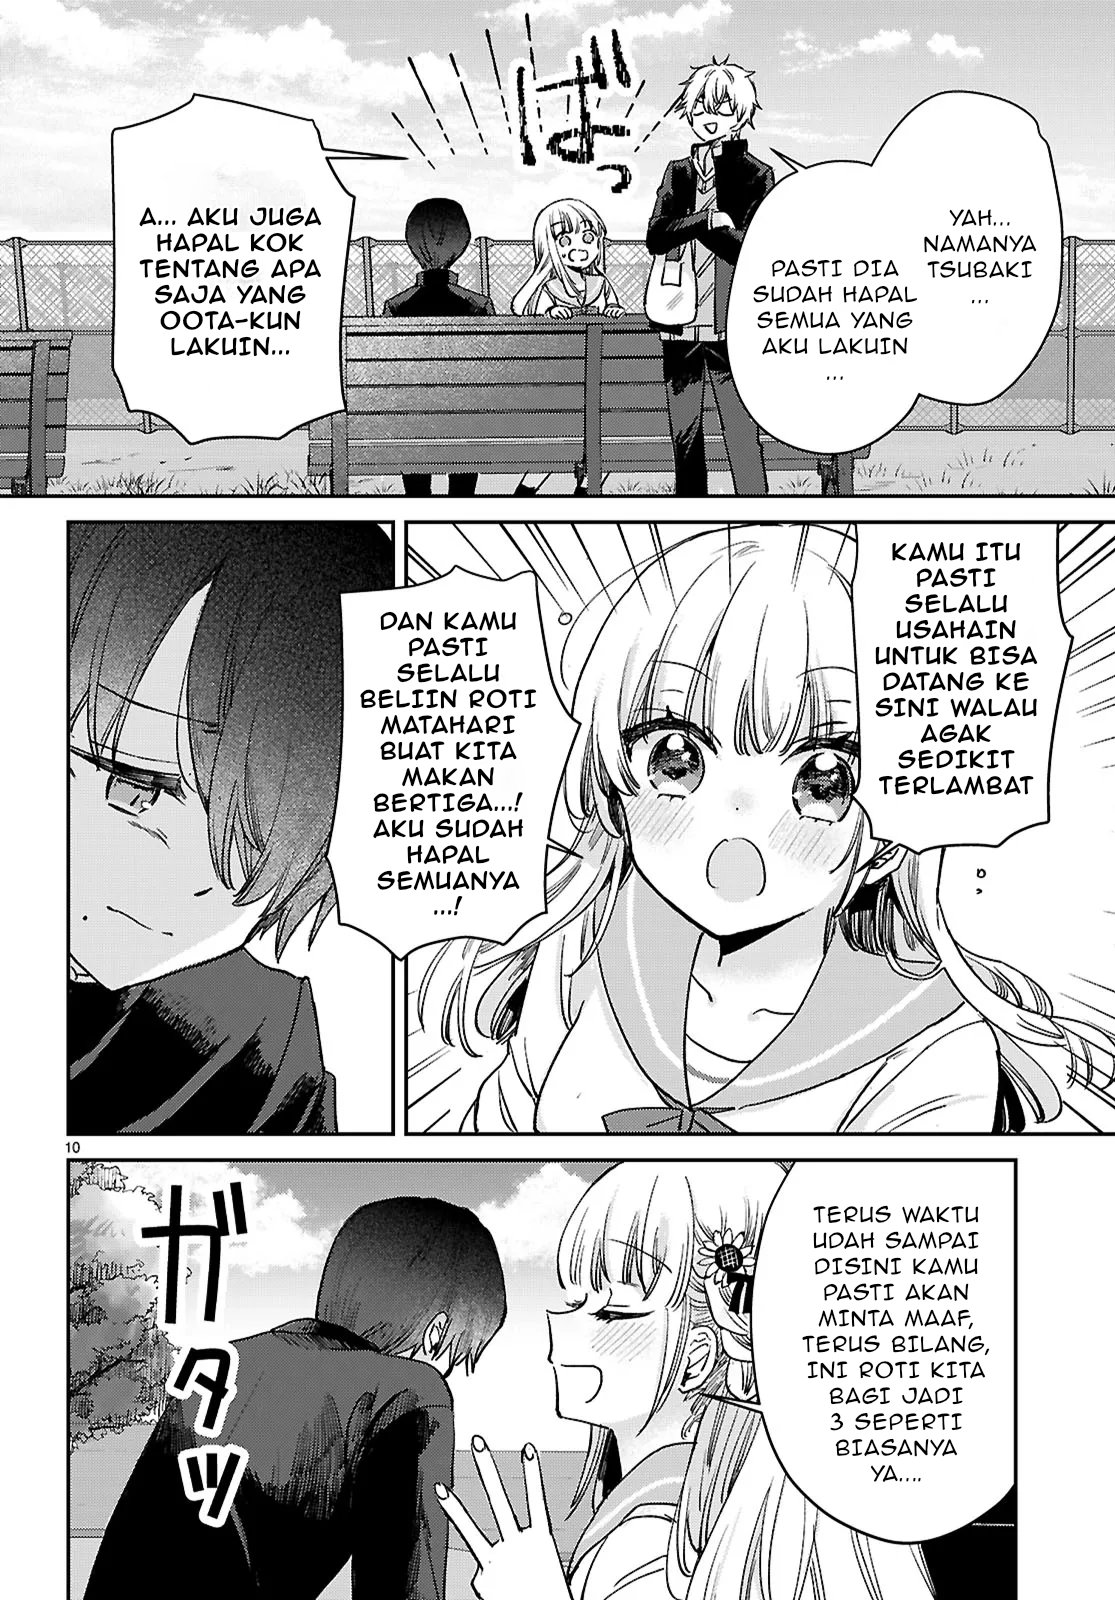 YAH...
NAMANYA
TSUBAKI
...
PASTI DIA
SUDAH HAPAL
SEMUA YANG
AKU LAKUIN
...
ばっ
A... AKU JUGA
HAPAL KOK
TENTANG APA
SAJA YANG
OOTA-KUN
LAKUIN...
KAMU ITU
PASTI
SELALU
USAHAIN
UNTUK BISA
DATANG KE
SINI WALAU
AGAK
SEDIKIT
TERLAMBAT
DAN KAMU
PASTI
SELALU
BELIIN ROTI
MATAHARI
BUAT KITA
MAKAN
BERTIGA...!
AKU SUDAH
HAPAL
SEMUANYA
...!
10
TERUS WAKTU
UDAH SAMPAI
DISINI KAMU
PASTI AKAN
MINTA MAAF,
TERUS BILANG,
INI ROTI KITA
BAGI JADI
3 SEPERTI
BIASANYA
YA....
ガタッ